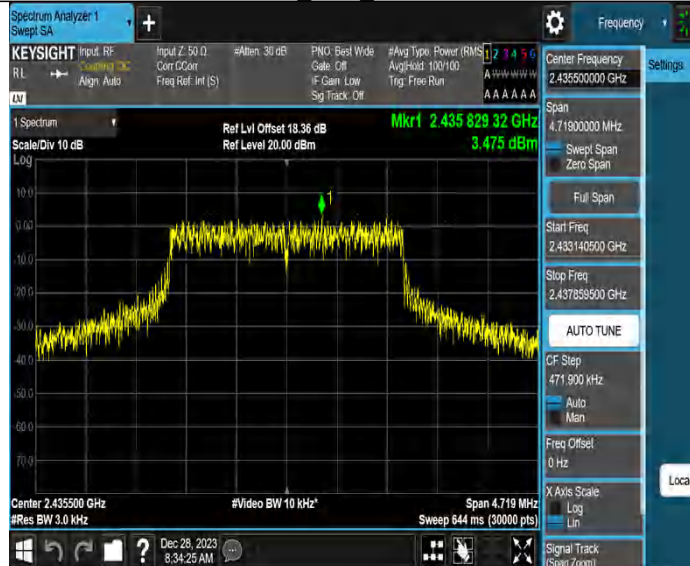 Spectrum Analyzer 1
Swept SA
+
Frequency
KEYSIGHT
RL
Input: RF
Coupling: DC
Align: Auto
Input Z: 50 Ω
Corr CCorr
Freq Ref: Int (S)
#Atten: 30 dB
PNO: Best Wide
Gate: Off
IF Gain: Low
Sig Track: Off
#Avg Type: Power (RMS
Avg|Hold: 100/100
Trig: Free Run
1 2 3 4 5 6
A W W W W W
A A A A A A
LV
1 Spectrum
Scale/Div 10 dB
Log
Ref Lvl Offset 18.36 dB
Ref Level 20.00 dBm
Mkr1 2.435 829 32 GHz
3.475 dBm
1
10.0
0.00
-10.0
-20.0
-30.0
-40.0
-50.0
-60.0
-70.0
Center 2.435500 GHz
#Res BW 3.0 kHz
#Video BW 10 kHz*
Span 4.719 MHz
Sweep 644 ms (30000 pts)
?
Dec 28, 2023
8:34:25 AM
Center Frequency
2.435500000 GHz
Span
4.71900000 MHz
Swept Span
Zero Span
Full Span
Start Freq
2.433140500 GHz
Stop Freq
2.437859500 GHz
AUTO TUNE
CF Step
471.900 kHz
Auto
Man
Freq Offset
0 Hz
X Axis Scale
Log
Lin
Signal Track
(Span Zoom)
Settings
Loca